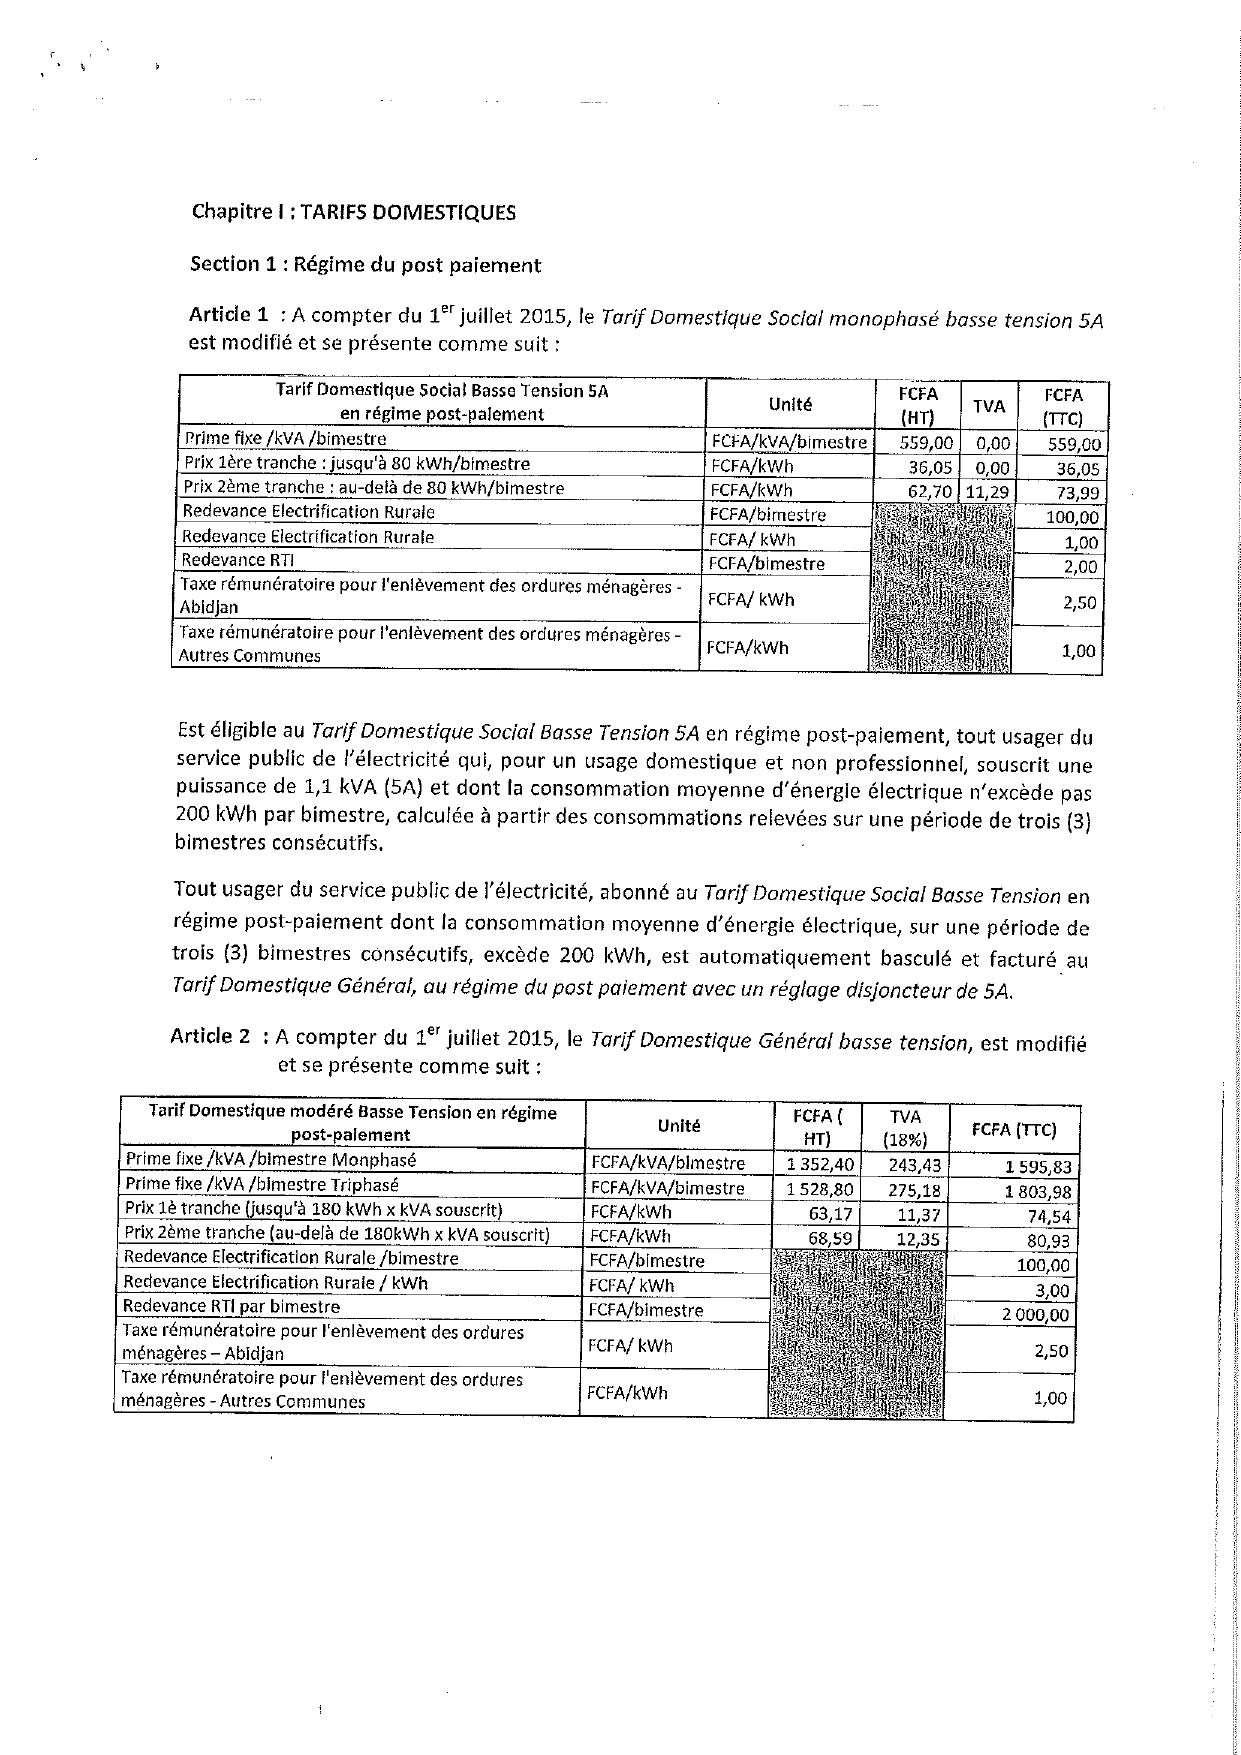 Chapitre I : TARIFS DOMESTIQUES
Section 1 : Régime du post paiement
Article 1 : A compter du 1er juillet 2015, le Tarif Domestique Social monophasé basse tension 5A
est modifié et se présente comme suit :
Tarif Domestique Social Basse Tension 5A
en régime post-paiement
Unité
FCFA
(HT)
TVA
FCFA
(TTC)
Prime fixe /kVA /bimestre FCFA/kVA/bimestre 559,00 0,00 559,00
Prix 1ère tranche : jusqu'à 80 kWh/bimestre FCFA/kWh 36,05 0,00 36,05
Prix 2ème tranche : au-delà de 80 kWh/bimestre FCFA/kWh 62,70 11,29 73,99
Redevance Electrification Rurale FCFA/bimestre 100,00
Redevance Electrification Rurale FCFA/ kWh 1,00
Redevance RTI FCFA/bimestre 2,00
Taxe rémunératoire pour l'enlèvement des ordures ménagères -
Abidjan FCFA/ kWh 2,50
Taxe rémunératoire pour l'enlèvement des ordures ménagères -
Autres Communes FCFA/kWh 1,00
Est éligible au Tarif Domestique Social Basse Tension 5A en régime post-paiement, tout usager du
service public de l'électricité qui, pour un usage domestique et non professionnel, souscrit une
puissance de 1,1 kVA (5A) et dont la consommation moyenne d'énergie électrique n'excède pas
200 kWh par bimestre, calculée à partir des consommations relevées sur une période de trois (3)
bimestres consécutifs.
Tout usager du service public de l'électricité, abonné au Tarif Domestique Social Basse Tension en
régime post-paiement dont la consommation moyenne d'énergie électrique, sur une période de
trois (3) bimestres consécutifs, excède 200 kWh, est automatiquement basculé et facturé au
Tarif Domestique Général, au régime du post paiement avec un réglage disjoncteur de 5A.
Article 2 : A compter du 1er juillet 2015, le Tarif Domestique Général basse tension, est modifié
et se présente comme suit :
Tarif Domestique modéré Basse Tension en régime
post-paiement
Unité
FCFA (
HT)
TVA
(18%)
FCFA (TTC)
Prime fixe /kVA /bimestre Monphasé FCFA/kVA/bimestre 1 352,40 243,43 1 595,83
Prime fixe /kVA /bimestre Triphasé FCFA/kVA/bimestre 1 528,80 275,18 1 803,98
Prix 1è tranche (jusqu'à 180 kWh x kVA souscrit) FCFA/kWh 63,17 11,37 74,54
Prix 2ème tranche (au-delà de 180kWh x kVA souscrit) FCFA/kWh 68,59 12,35 80,93
Redevance Electrification Rurale /bimestre FCFA/bimestre 100,00
Redevance Electrification Rurale / kWh FCFA/ kWh 3,00
Redevance RTI par bimestre FCFA/bimestre 2 000,00
Taxe rémunératoire pour l'enlèvement des ordures
ménagères – Abidjan FCFA/ kWh 2,50
Taxe rémunératoire pour l'enlèvement des ordures
ménagères - Autres Communes FCFA/kWh 1,00